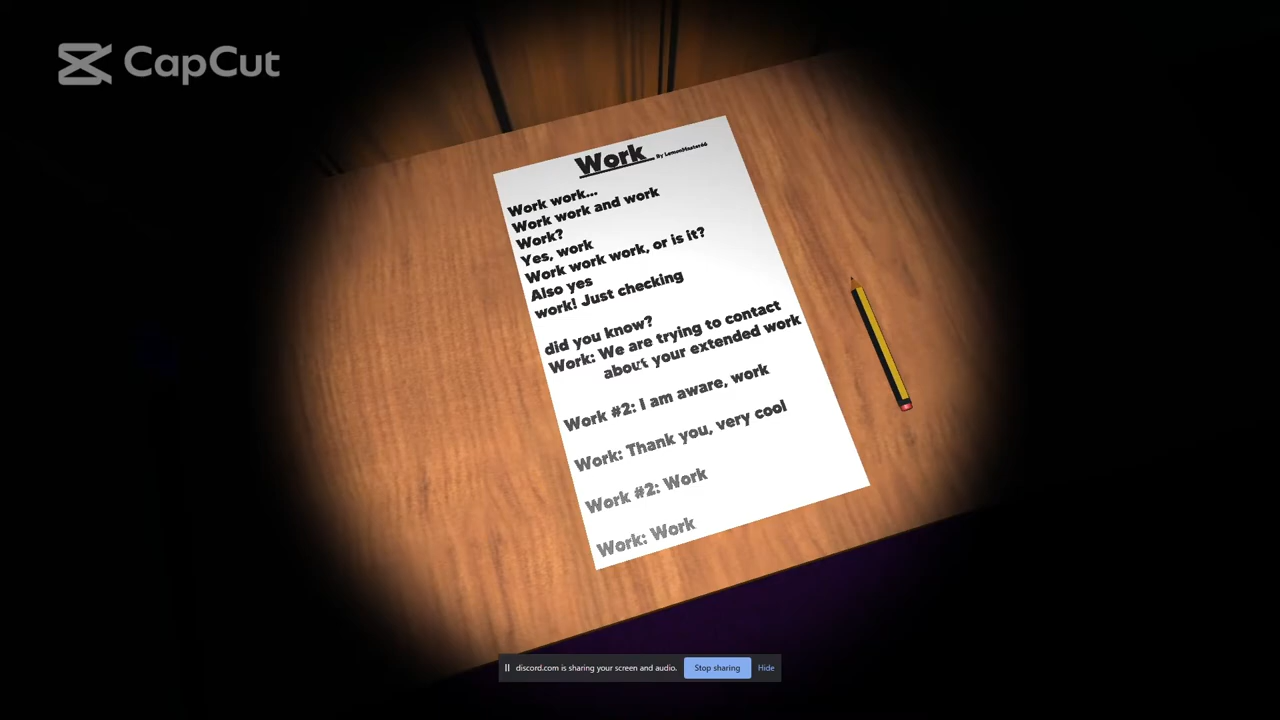 CapCut
Work By LemonMaster66
Work work...
Work work and work
Work?
Yes, work
Work work work, or is it?
Also yes
work! Just checking
did you know?
Work: We are trying to contact
about your extended work
Work #2: I am aware, work
Work: Thank you, very cool
Work #2: Work
Work: Work
discord.com is sharing your screen and audio.
Stop sharing
Hide